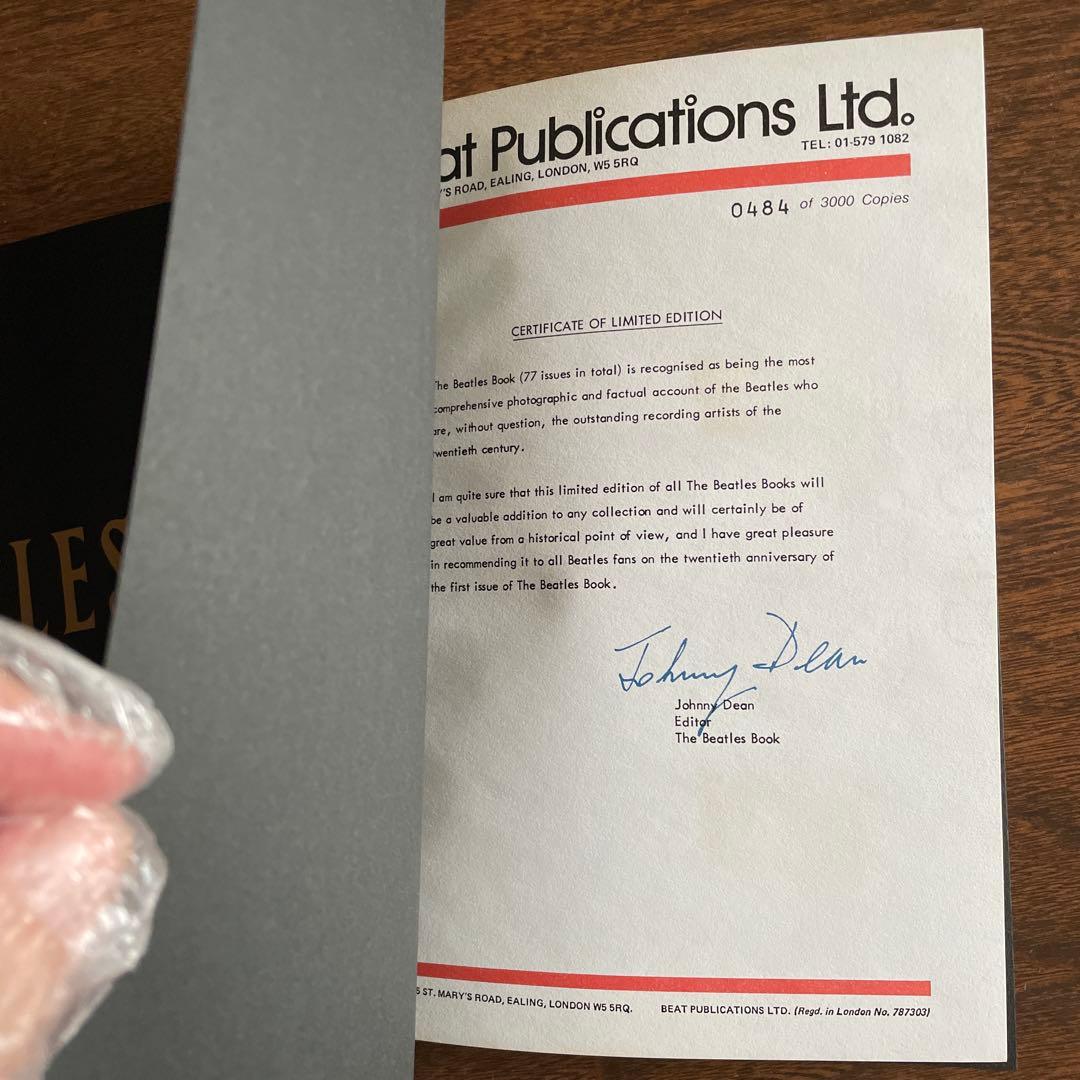 at Publications Ltd.
'S ROAD, EALING, LONDON, W5 5RQ
TEL: 01-579 1082
0484 of 3000 Copies
CERTIFICATE OF LIMITED EDITION
The Beatles Book (77 issues in total) is recognised as being the most
comprehensive photographic and factual account of the Beatles who
are, without question, the outstanding recording artists of the
twentieth century.
I am quite sure that this limited edition of all The Beatles Books will
be a valuable addition to any collection and will certainly be of
great value from a historical point of view, and I have great pleasure
in recommending it to all Beatles fans on the twentieth anniversary of
the first issue of The Beatles Book.
Johnny Dean
Johnny Dean
Editor
The Beatles Book
5 ST. MARY'S ROAD, EALING, LONDON W5 5RQ.
BEAT PUBLICATIONS LTD. (Regd. in London No. 787303)
LES